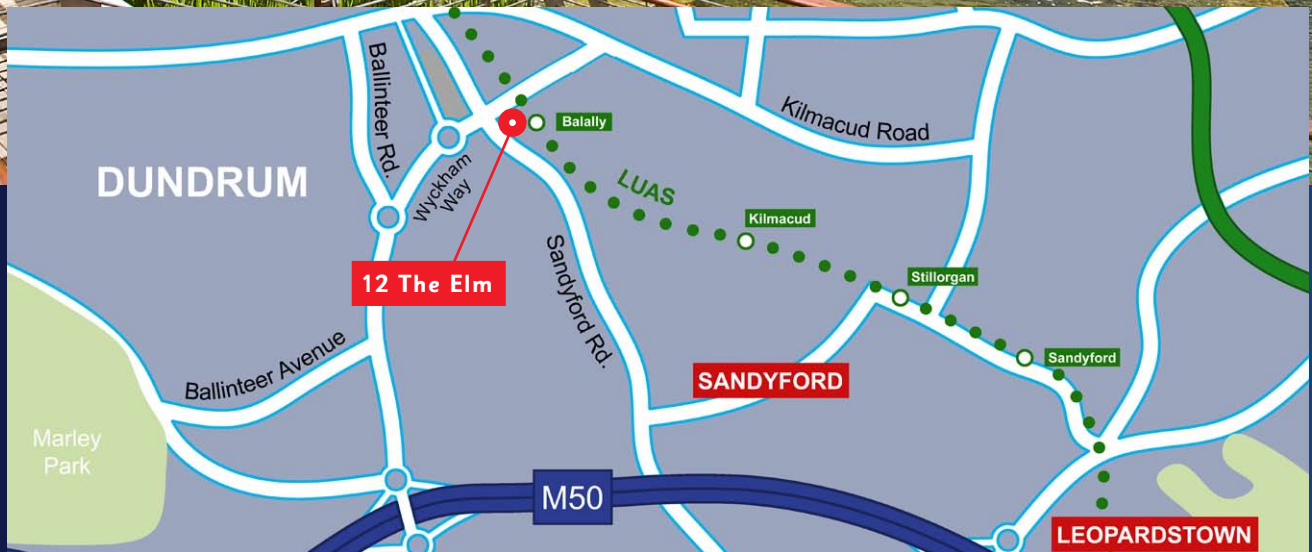 Ballinteer Rd.
Kilmacud Road
Balally
DUNDRUM
Wyckham
Way
LUAS
Kilmacud
12 The Elm
Sandyford Rd.
Stillorgan
Ballinteer Avenue
Sandyford
SANDYFORD
Marley
Park
M50
LEOPARDSTOWN